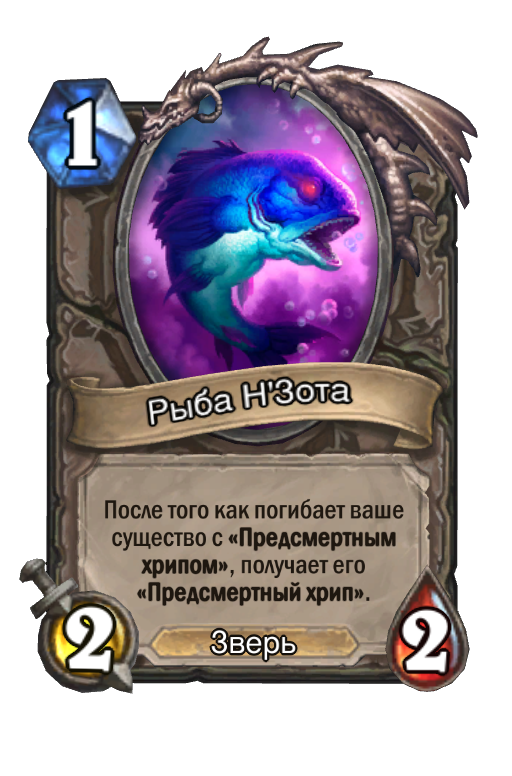 1
Рыба Н'Зота
После того как погибает ваше
существо с «Предсмертным
хрипом», получает его
«Предсмертный хрип».
2
Зверь
2